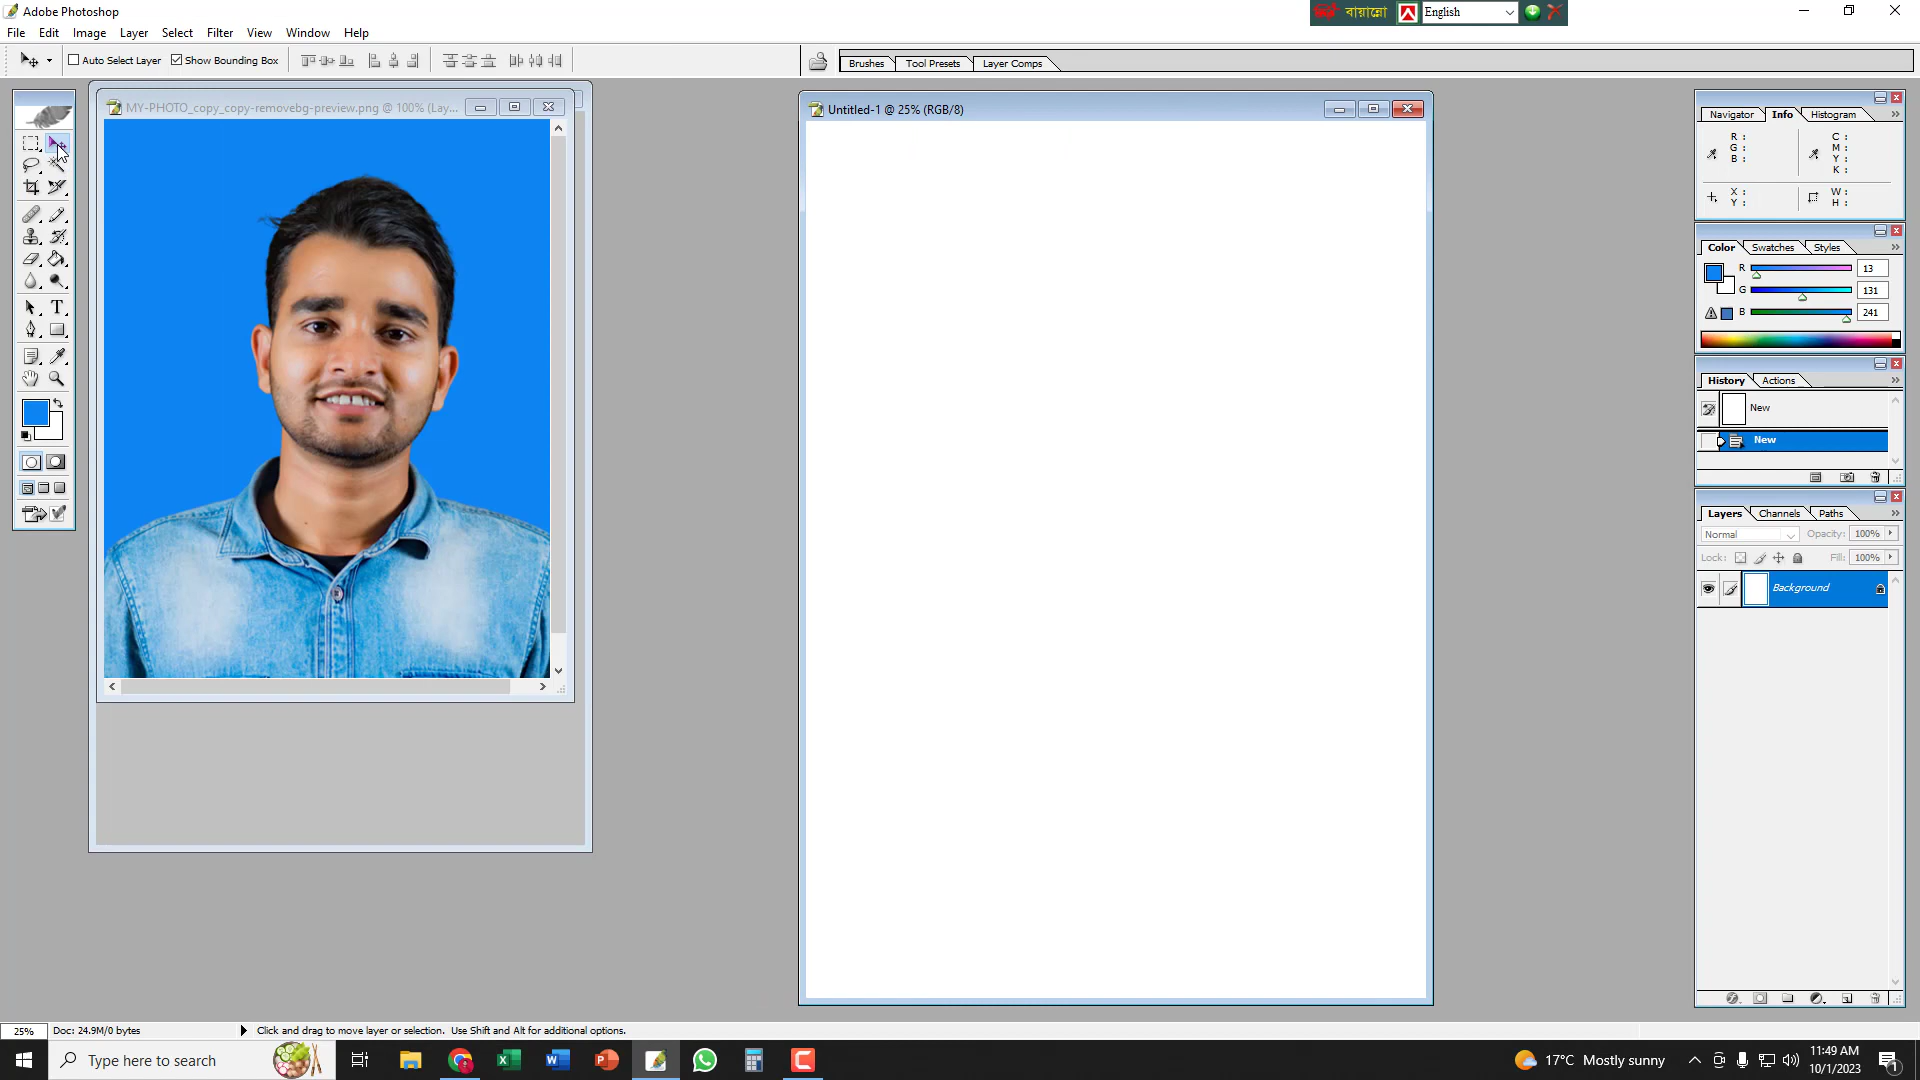 Adobe Photoshop
বায়ান্নো
English
File Edit Image Layer Select Filter View Window Help
Auto Select Layer Show Bounding Box
Brushes Tool Presets Layer Comps
MY-PHOTO_copy_copy-removebg-preview.png @ 100% (Lay...
Untitled-1 @ 25% (RGB/8)
Navigator Info Histogram
R : C :
G : M :
B : Y :
K :
X : W :
Y : H :
Color Swatches Styles
R 13
G 131
B 241
History Actions
New
New
Layers Channels Paths
Normal Opacity: 100%
Lock: Fill: 100%
Background
T
25% Doc: 24.9M/0 bytes Click and drag to move layer or selection. Use Shift and Alt for additional options.
Type here to search
17°C Mostly sunny
11:49 AM
10/1/2023
1